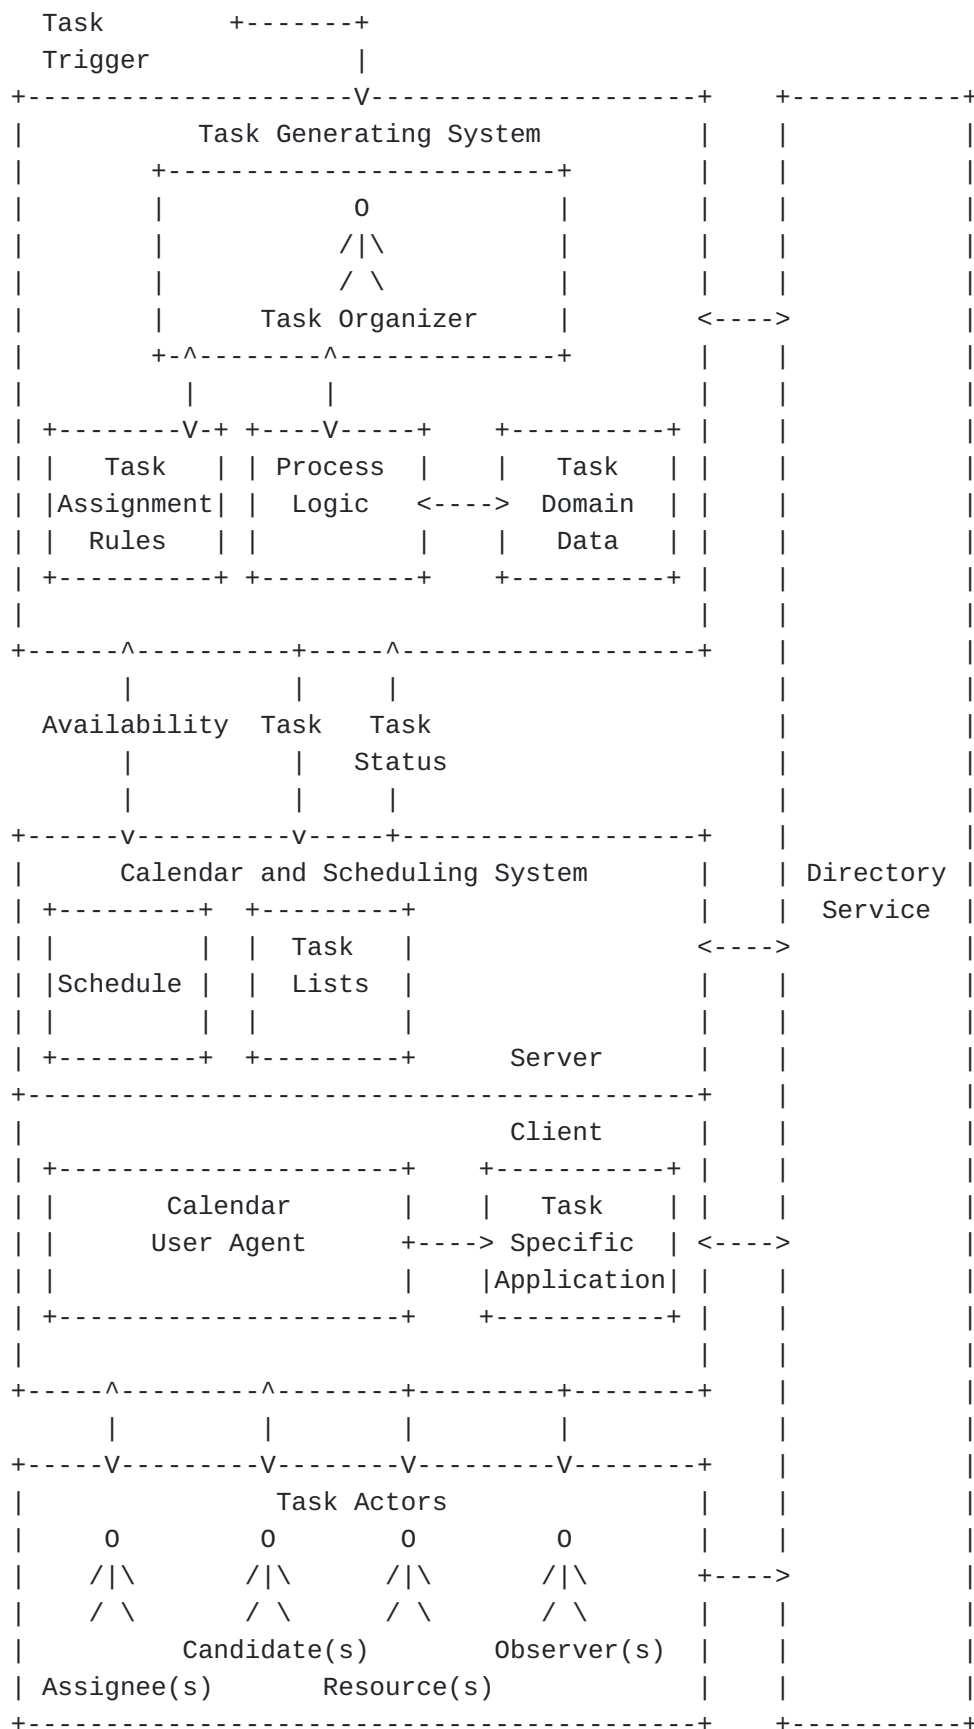 Task
Trigger
Task Generating System
Task Organizer
Task Process Task
Assignment Logic Domain
Rules Data
Availability Task Task
Status
Calendar and Scheduling System Directory
Service
Task
Schedule Lists
Server
Client
Calendar Task
User Agent Specific
Application
Task Actors
Candidate(s) Observer(s)
Assignee(s) Resource(s)